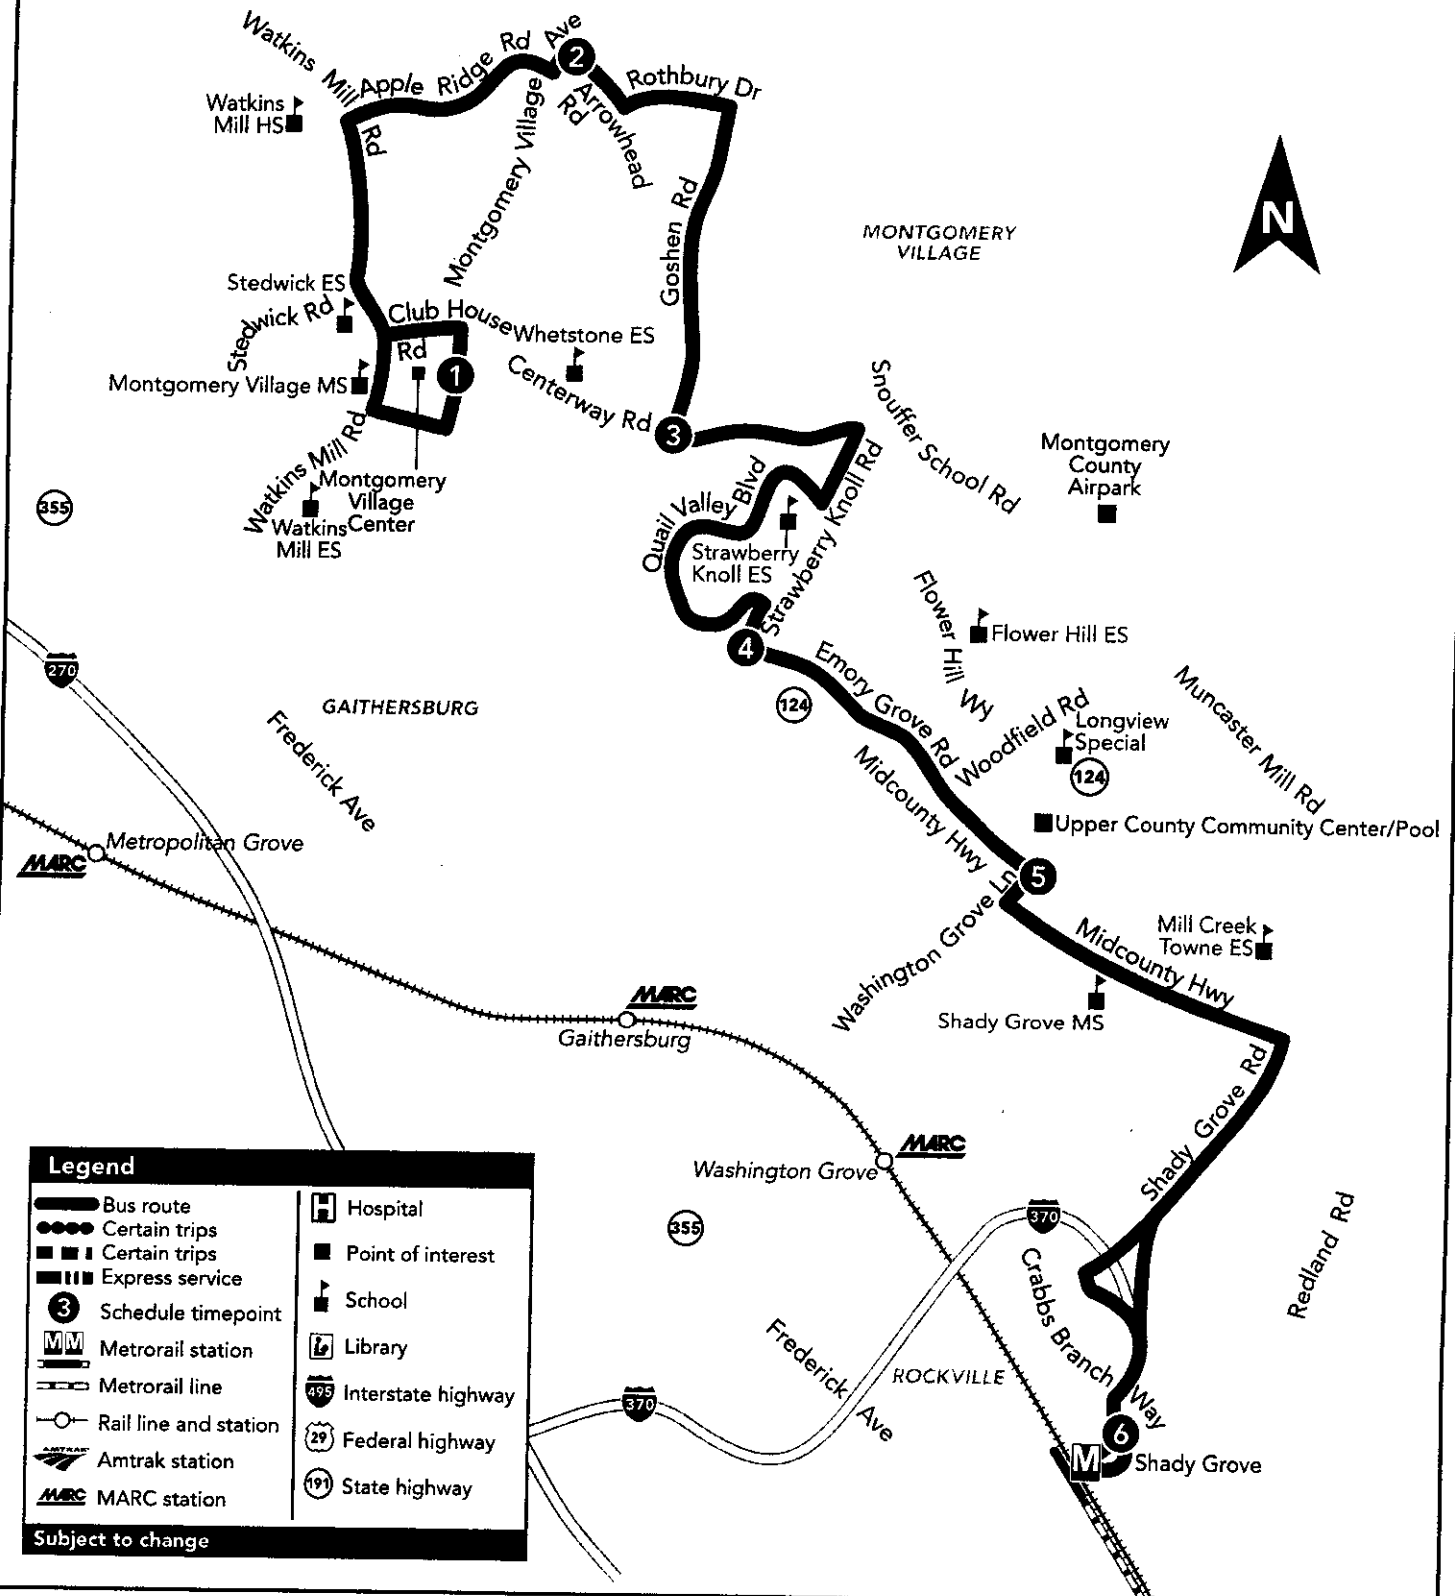 Watkins Mill Rd
Apple Ridge Rd
Ave
2
Rothbury Dr
Arrowhead
Rd
Watkins
Mill HS
Montgomery Village
Goshen Rd
N
MONTGOMERY
VILLAGE
Stedwick ES
Stedwick Rd
Club House
Rd
Whetstone ES
1
Montgomery Village MS
Centerway Rd
3
Snouffer School Rd
Montgomery
County
Airpark
Watkins Mill Rd
Montgomery
Village
Center
Watkins
Mill ES
355
Quail Valley Blvd
Strawberry Knoll Rd
Strawberry
Knoll ES
Flower Hill Wy
Flower Hill ES
4
270
GAITHERSBURG
124
Emory Grove Rd
Woodfield Rd
Longview
Special
124
Muncaster Mill Rd
Frederick Ave
Midcounty Hwy
Upper County Community Center/Pool
Metropolitan Grove
MARC
5
Washington Grove Ln
Midcounty Hwy
Mill Creek
Towne ES
MARC
Gaithersburg
Shady Grove MS
Shady Grove Rd
MARC
Washington Grove
355
370
Crabbs Branch Way
Redland Rd
Frederick Ave
ROCKVILLE
370
6
M
Shady Grove
Legend
Bus route
Certain trips
Certain trips
Express service
3 Schedule timepoint
M M Metrorail station
Metrorail line
Rail line and station
AMTRAK Amtrak station
MARC MARC station
H Hospital
Point of interest
School
Library
495 Interstate highway
29 Federal highway
191 State highway
Subject to change